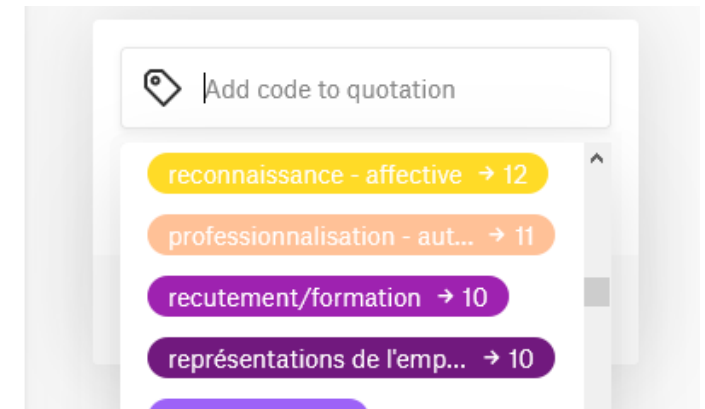 Add code to quotation
reconnaissance - affective → 12
professionnalisation - aut... → 11
recutement/formation → 10
représentations de l'emp... → 10